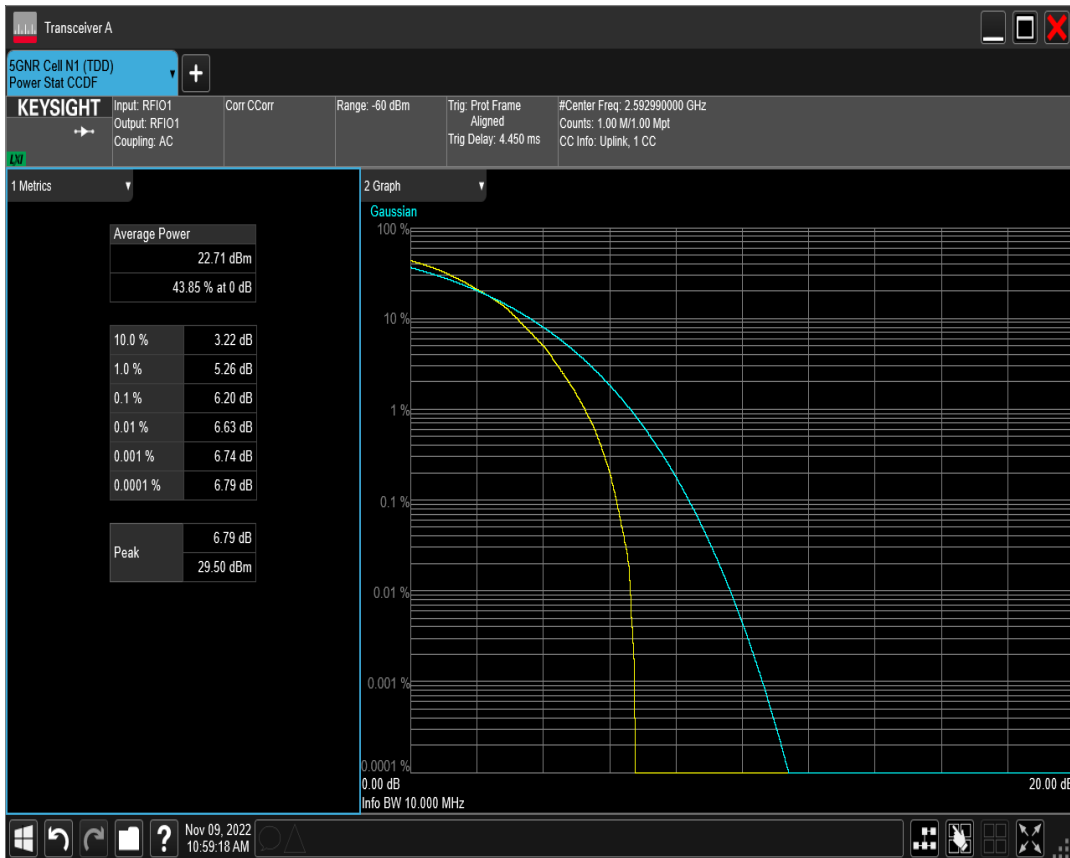 Transceiver A
5GNR Cell N1 (TDD)
Power Stat CCDF
+
KEYSIGHT
LXI
Input: RFIO1
Output: RFIO1
Coupling: AC
Corr CCorr
Range: -60 dBm
Trig: Prot Frame
Aligned
Trig Delay: 4.450 ms
#Center Freq: 2.592990000 GHz
Counts: 1.00 M/1.00 Mpt
CC Info: Uplink, 1 CC
1 Metrics
Average Power
22.71 dBm
43.85 % at 0 dB
10.0 % 3.22 dB
1.0 % 5.26 dB
0.1 % 6.20 dB
0.01 % 6.63 dB
0.001 % 6.74 dB
0.0001 % 6.79 dB
Peak
6.79 dB
29.50 dBm
2 Graph
Gaussian
100 %
10 %
1 %
0.1 %
0.01 %
0.001 %
0.0001 %
0.00 dB 20.00 dB
Info BW 10.000 MHz
?
Nov 09, 2022
10:59:18 AM